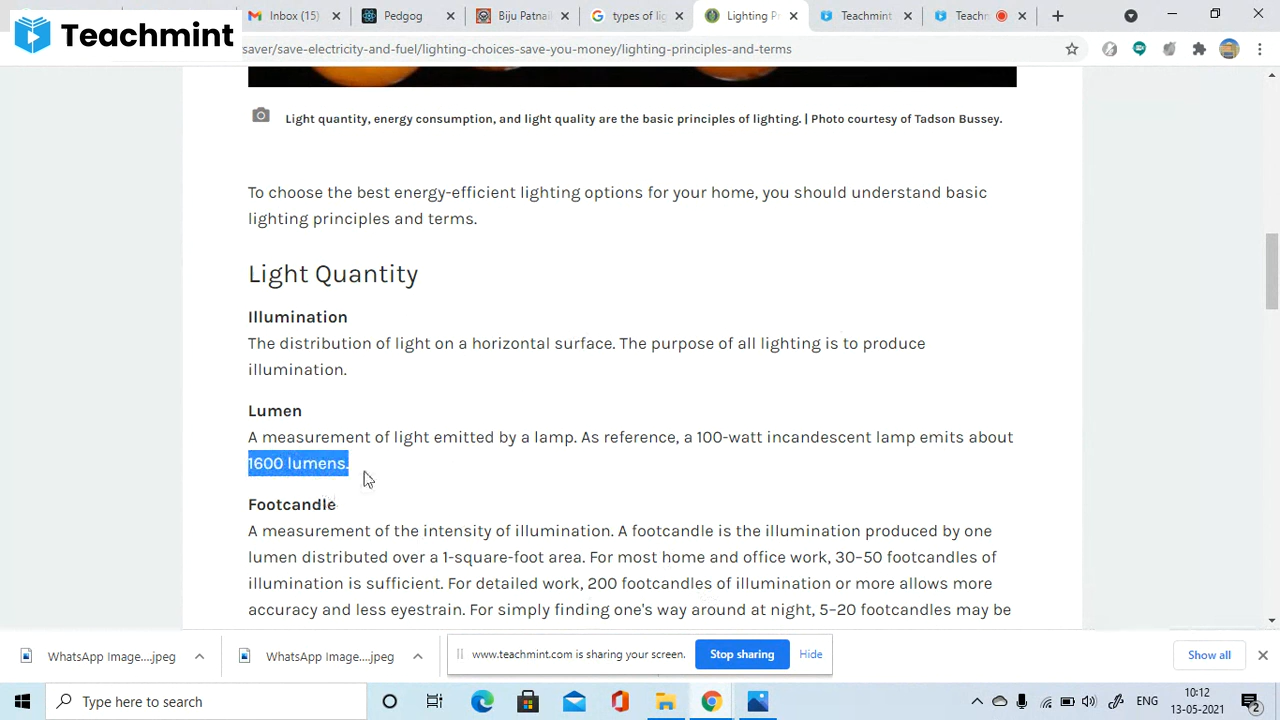 Teachmint
Inbox (15)
Pedgog
Biju Patnaik
types of lig
Lighting Pr
Teachmint
Teachn
saver/save-electricity-and-fuel/lighting-choices-save-you-money/lighting-principles-and-terms
Light quantity, energy consumption, and light quality are the basic principles of lighting. | Photo courtesy of Tadson Bussey.
To choose the best energy-efficient lighting options for your home, you should understand basic
lighting principles and terms.
Light Quantity
Illumination
The distribution of light on a horizontal surface. The purpose of all lighting is to produce
illumination.
Lumen
A measurement of light emitted by a lamp. As reference, a 100-watt incandescent lamp emits about
1600 lumens.
Footcandle
A measurement of the intensity of illumination. A footcandle is the illumination produced by one
lumen distributed over a 1-square-foot area. For most home and office work, 30–50 footcandles of
illumination is sufficient. For detailed work, 200 footcandles of illumination or more allows more
accuracy and less eyestrain. For simply finding one's way around at night, 5–20 footcandles may be
WhatsApp Image....jpeg
WhatsApp Image....jpeg
www.teachmint.com is sharing your screen.
Stop sharing
Hide
Show all
Type here to search
ENG
10:12
13-05-2021
2